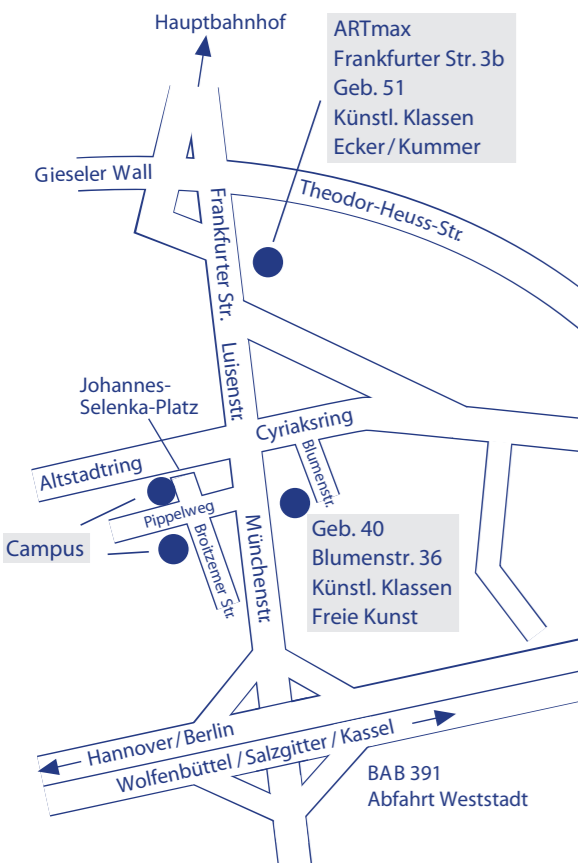 Hauptbahnhof
ARTmax
Frankfurter Str. 3b
Geb. 51
Künstl. Klassen
Ecker / Kummer
Gieseler Wall
Theodor-Heuss-Str.
Frankfurter Str.
Luisenstr.
Johannes-
Selenka-Platz
Cyriaksring
Altstadtring
Blumenstr.
Pippelweg
Campus
Broitzemer Str.
Münchenstr.
Geb. 40
Blumenstr. 36
Künstl. Klassen
Freie Kunst
Hannover / Berlin
Wolfenbüttel / Salzgitter / Kassel
BAB 391
Abfahrt Weststadt